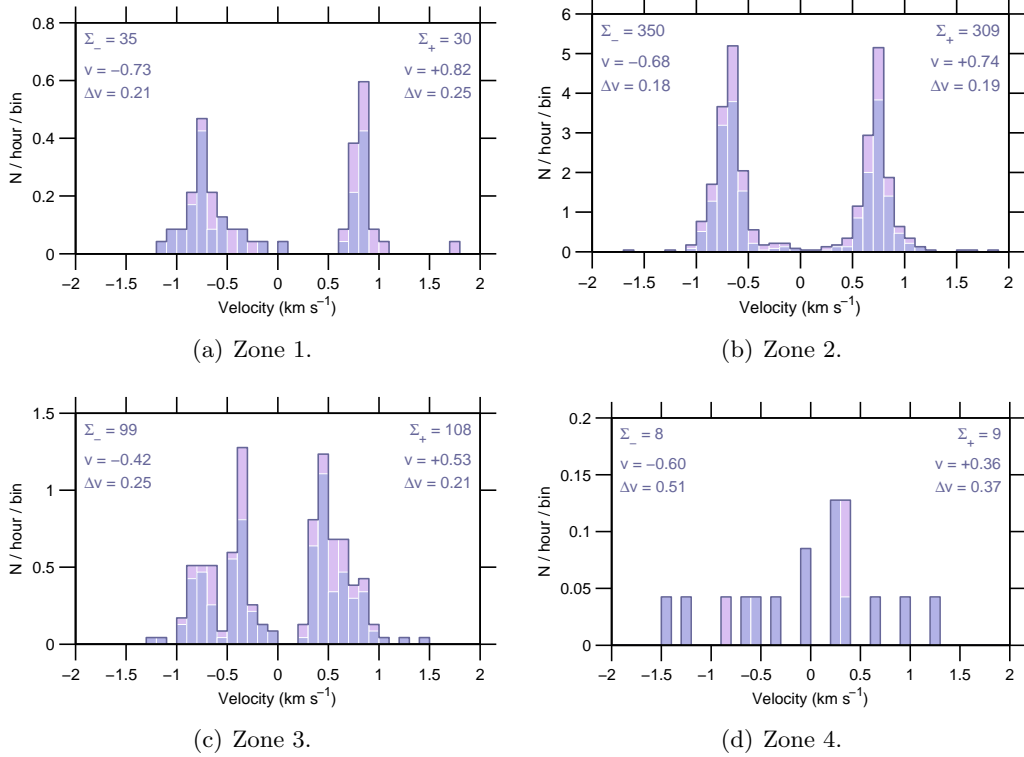 Σ− = 35
Σ+ = 30
v = −0.73
v = +0.82
Δv = 0.21
Δv = 0.25
N / hour / bin
0.8
0.6
0.4
0.2
0
−2 −1.5 −1 −0.5 0 0.5 1 1.5 2
Velocity (km s−1)
(a) Zone 1.
Σ− = 350
Σ+ = 309
v = −0.68
v = +0.74
Δv = 0.18
Δv = 0.19
N / hour / bin
6
5
4
3
2
1
0
−2 −1.5 −1 −0.5 0 0.5 1 1.5 2
Velocity (km s−1)
(b) Zone 2.
Σ− = 99
Σ+ = 108
v = −0.42
v = +0.53
Δv = 0.25
Δv = 0.21
N / hour / bin
1.5
1
0.5
0
−2 −1.5 −1 −0.5 0 0.5 1 1.5 2
Velocity (km s−1)
(c) Zone 3.
Σ− = 8
Σ+ = 9
v = −0.60
v = +0.36
Δv = 0.51
Δv = 0.37
N / hour / bin
0.2
0.15
0.1
0.05
0
−2 −1.5 −1 −0.5 0 0.5 1 1.5 2
Velocity (km s−1)
(d) Zone 4.